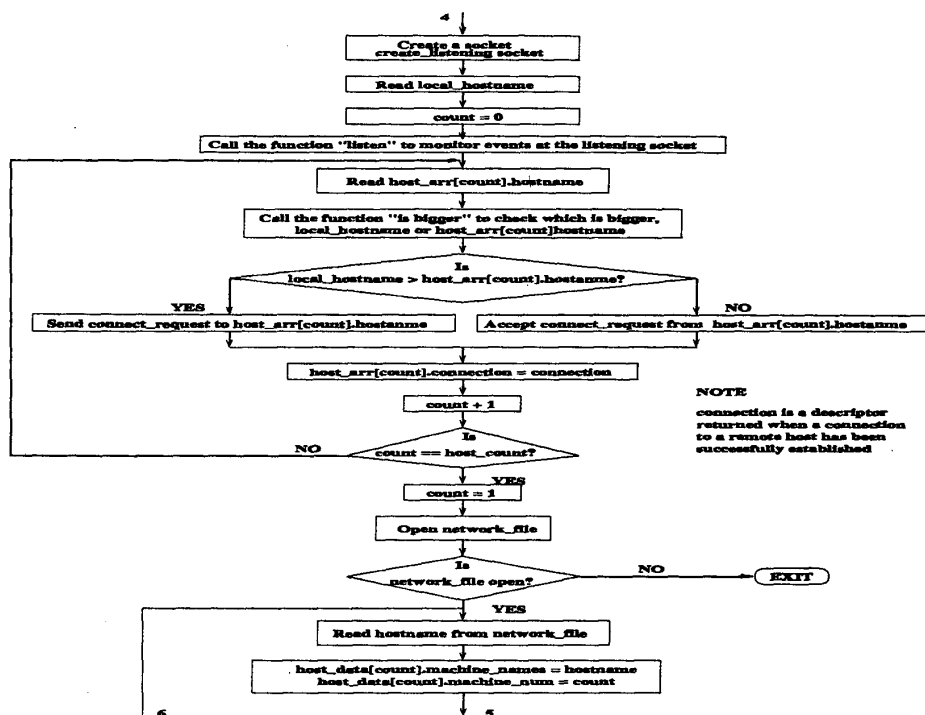 4
Create a socket
create_listening socket
Read local_hostname
count = 0
Call the function "listen" to monitor events at the listening socket
Read host_arr[count].hostname
Call the function "is bigger" to check which is bigger,
local_hostname or host_arr[count]hostname
Is
local_hostname > host_arr[count].hostanme?
YES
NO
Send connect_request to host_arr[count].hostanme
Accept connect_request from host_arr[count].hostanme
host_arr[count].connection = connection
NOTE
count + 1
connection is a descriptor
returned when a connection
to a remote host has been
successfully established
Is
count == host_count?
NO
YES
count = 1
Open network_file
Is
network_file open?
NO
EXIT
YES
Read hostname from network_file
host_data[count].machine_names = hostname
host_data[count].machine_num = count
6
5